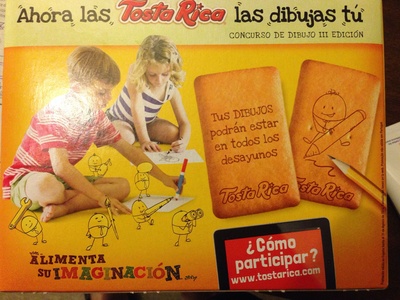 Ahora las Tosta Rica las dibujas tú
CONCURSO DE DIBUJO III EDICIÓN
Tus DIBUJOS
podrán estar
en todos los
desayunos
Tosta Rica
Tosta Rica
ALIMENTA
SU IMAGINACIÓN
¿Cómo
participar?
www.tostarica.com